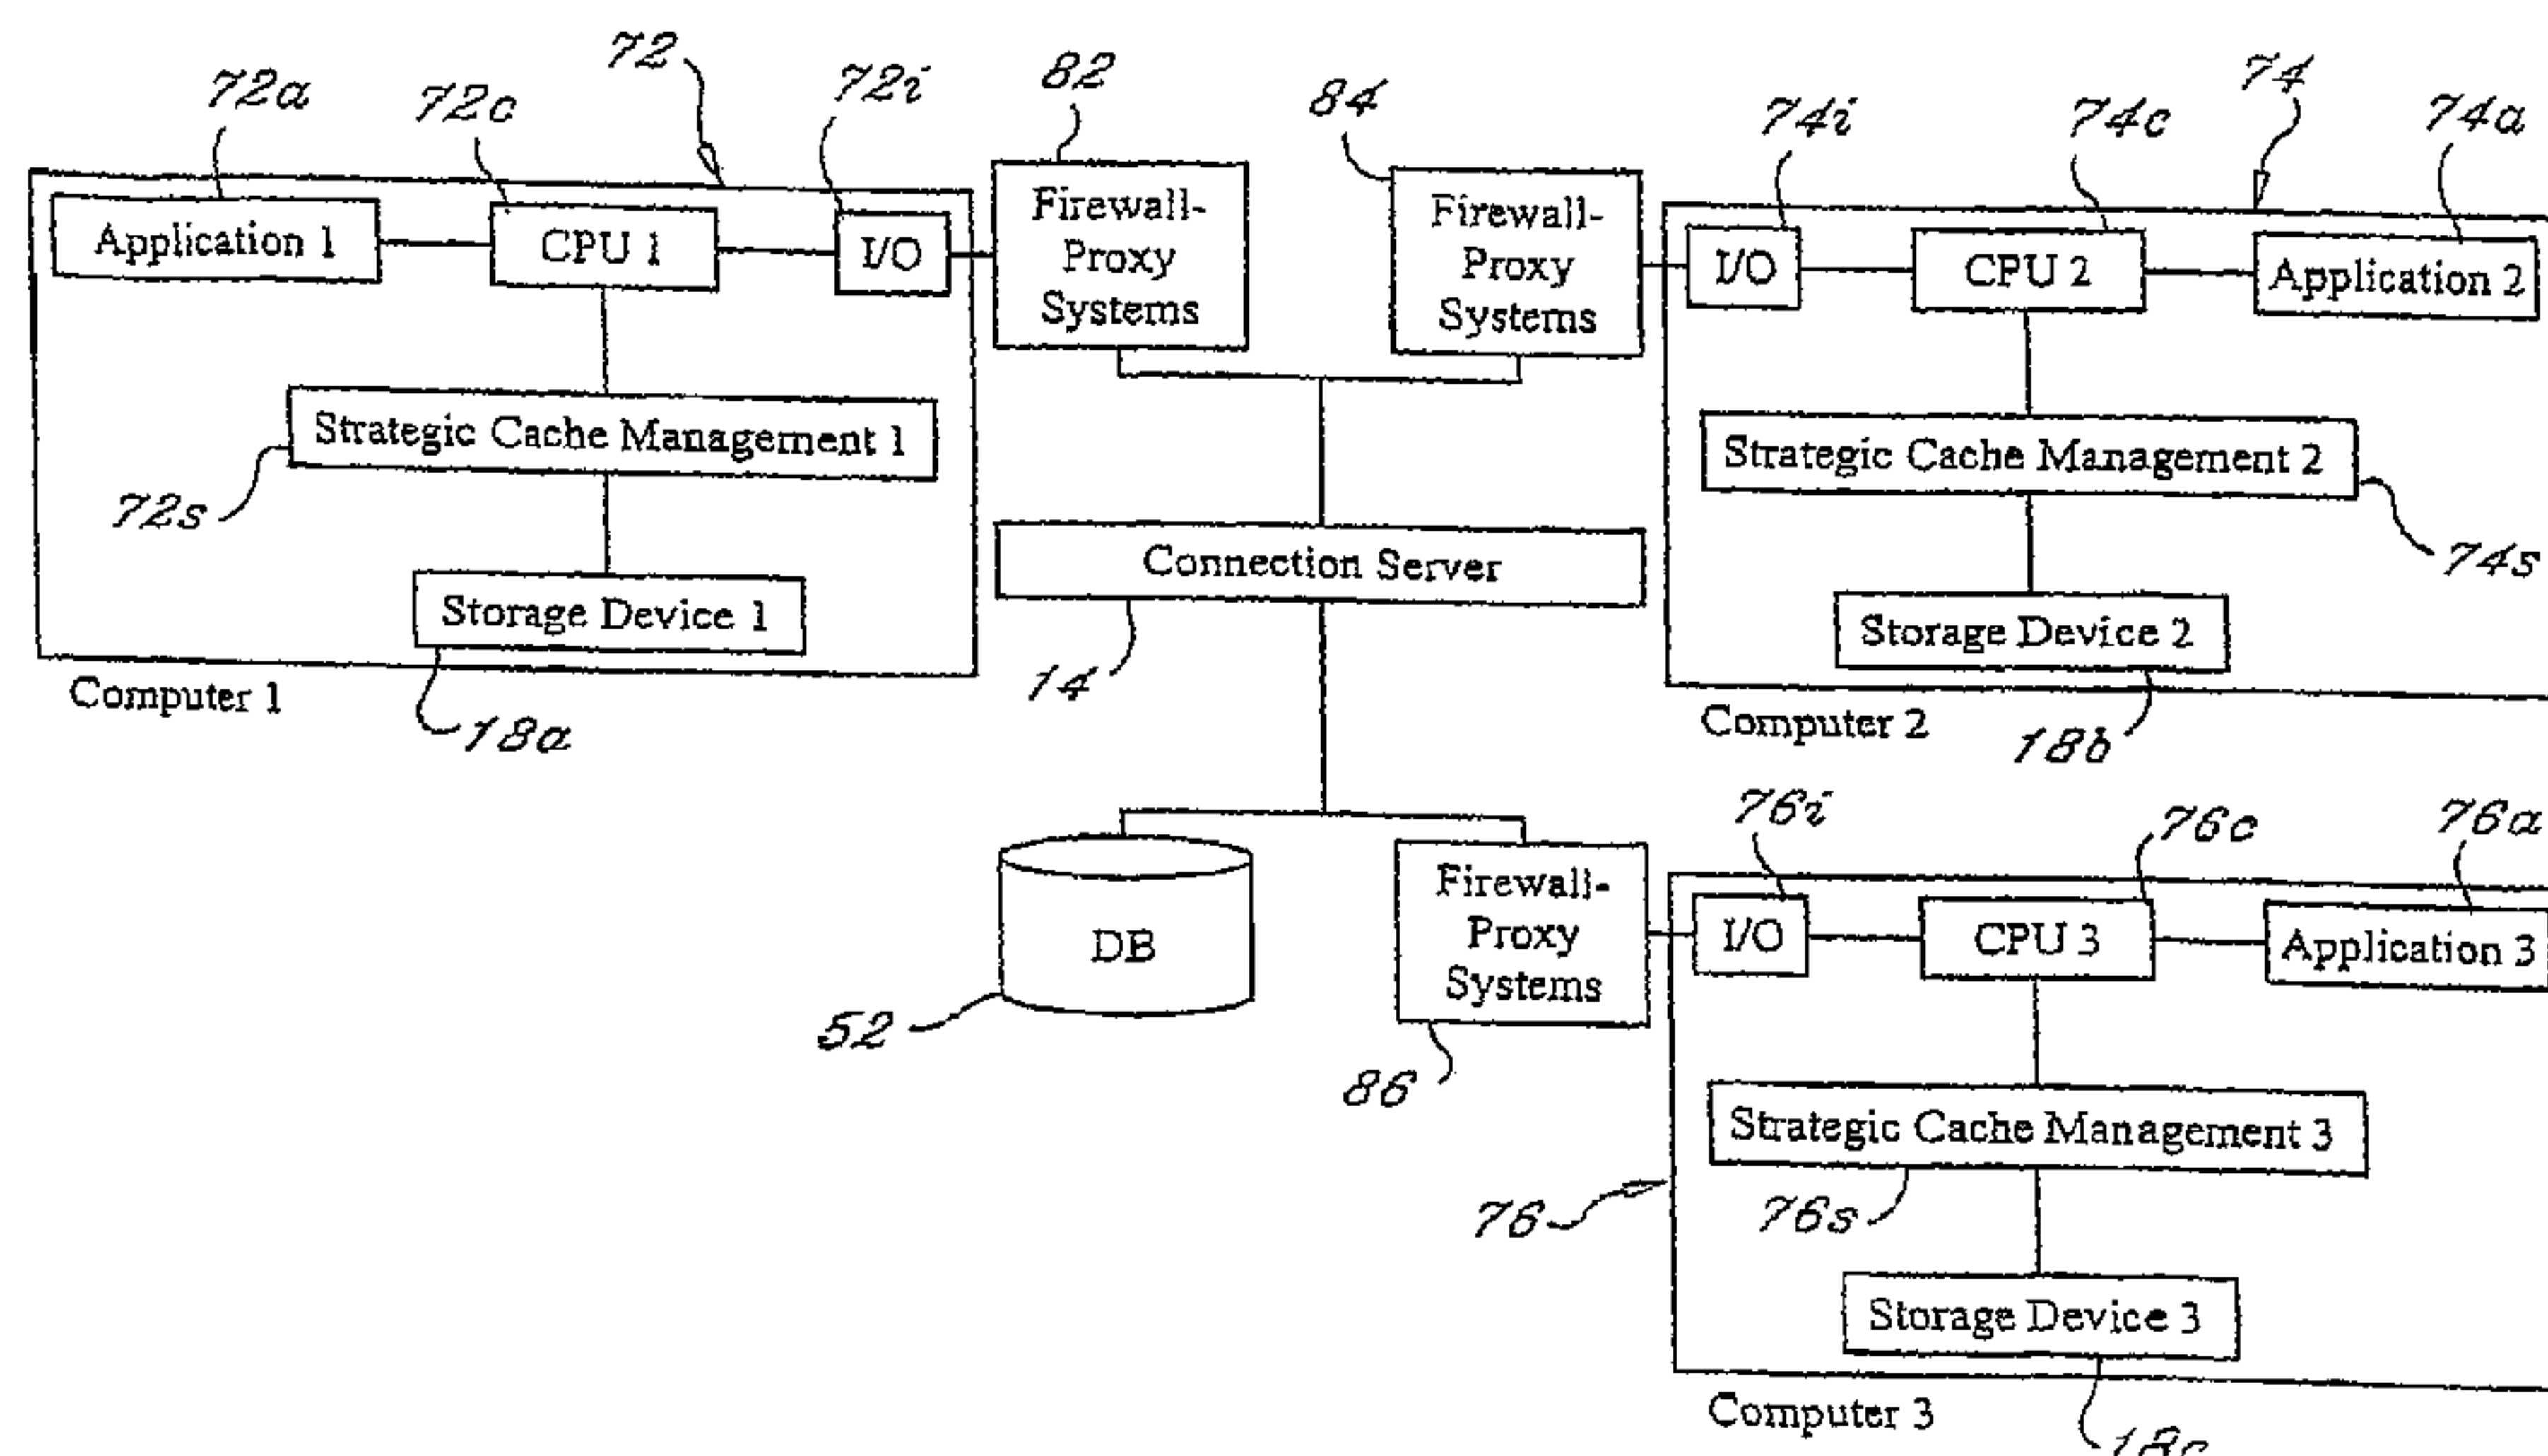 72
82
72a
72c
72i
84
74i
74c
74
74a
Application 1
CPU 1
I/O
Firewall-
Proxy
Systems
Firewall-
Proxy
Systems
I/O
CPU 2
Application 2
Strategic Cache Management 1
72s
Strategic Cache Management 2
74s
Connection Server
14
Storage Device 1
Storage Device 2
Computer 1
18a
Computer 2
18b
76i
76c
76a
DB
52
Firewall-
Proxy
Systems
86
I/O
CPU 3
Application 3
Strategic Cache Management 3
76
76s
Storage Device 3
Computer 3
18c